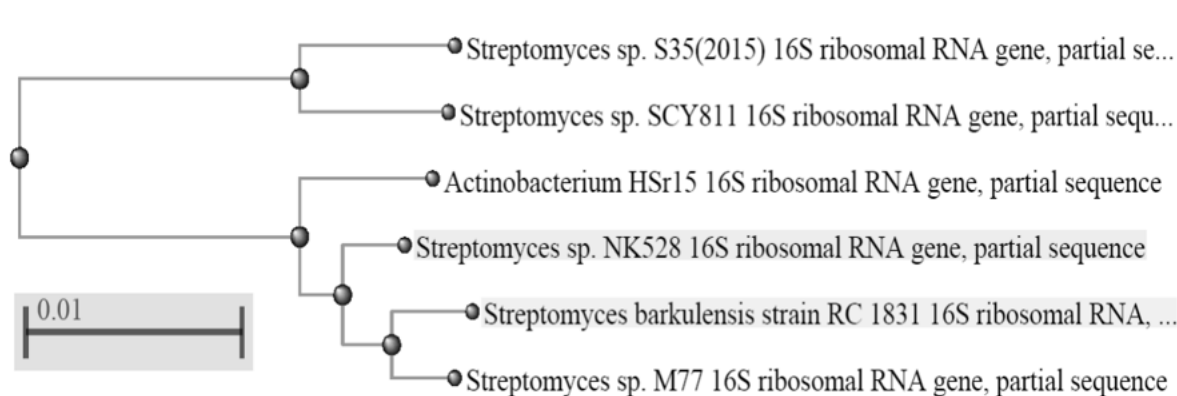 Streptomyces sp. S35(2015) 16S ribosomal RNA gene, partial se...
Streptomyces sp. SCY811 16S ribosomal RNA gene, partial sequ...
Actinobacterium HSr15 16S ribosomal RNA gene, partial sequence
Streptomyces sp. NK528 16S ribosomal RNA gene, partial sequence
0.01
Streptomyces barkulensis strain RC 1831 16S ribosomal RNA, ...
Streptomyces sp. M77 16S ribosomal RNA gene, partial sequence